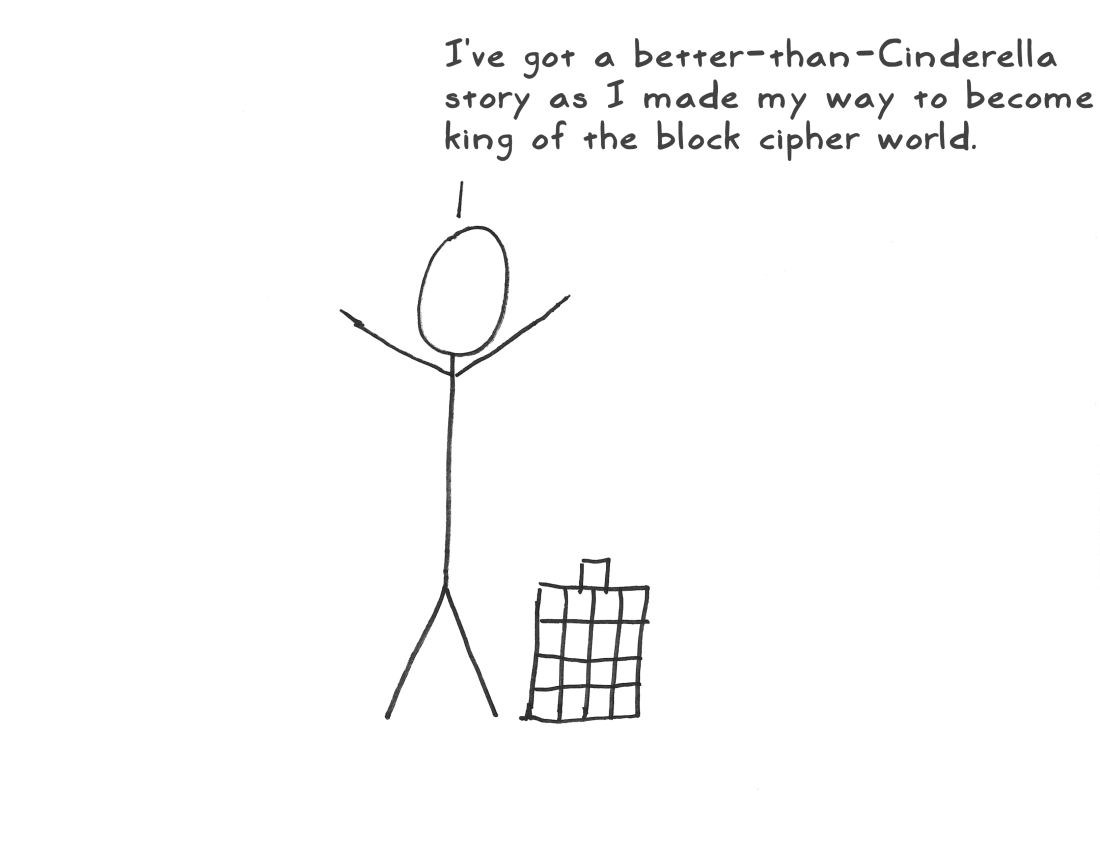 I've got a better-than-Cinderella
story as I made my way to become
king of the block cipher world.